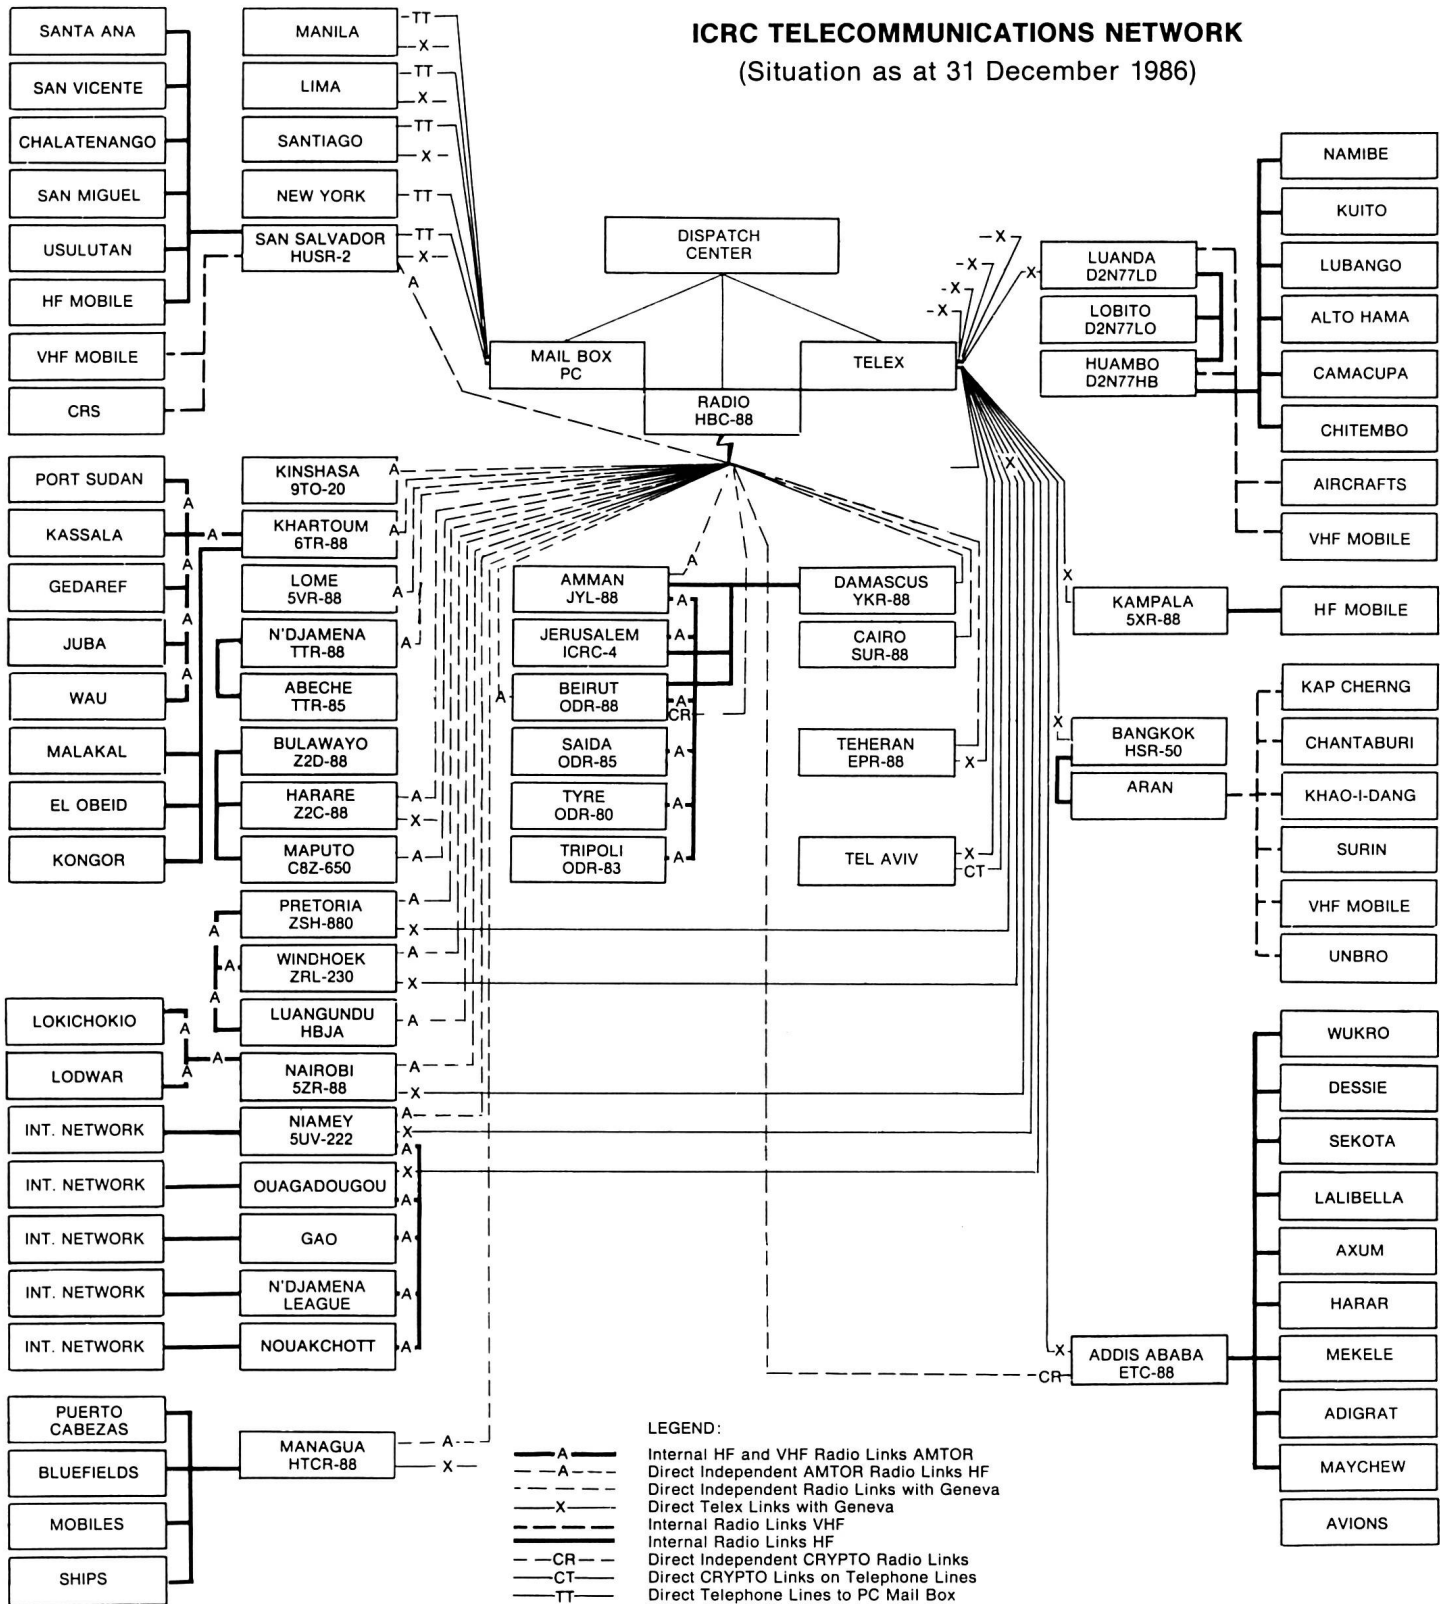 ICRC TELECOMMUNICATIONS NETWORK
(Situation as at 31 December 1986)
SANTA ANA
SAN VICENTE
CHALATENANGO
SAN MIGUEL
USULUTAN
HF MOBILE
VHF MOBILE
CRS
MANILA
TT
X
LIMA
TT
X
SANTIAGO
TT
X
NEW YORK
TT
SAN SALVADOR
HUSR-2
TT
X
A
DISPATCH
CENTER
MAIL BOX
PC
TELEX
RADIO
HBC-88
X
X
X
X
X
LUANDA
D2N77LD
LOBITO
D2N77LO
HUAMBO
D2N77HB
NAMIBE
KUITO
LUBANGO
ALTO HAMA
CAMACUPA
CHITEMBO
AIRCRAFTS
VHF MOBILE
PORT SUDAN
KASSALA
GEDAREF
JUBA
WAU
MALAKAL
EL OBEID
KONGOR
A
A
A
A
A
KINSHASA
9TO-20
A
KHARTOUM
6TR-88
A
LOME
5VR-88
A
N'DJAMENA
TTR-88
A
ABECHE
TTR-85
BULAWAYO
Z2D-88
HARARE
Z2C-88
A
X
MAPUTO
C8Z-650
A
PRETORIA
ZSH-880
A
X
WINDHOEK
ZRL-230
A
X
LUANGUNDU
HBJA
A
A
A
A
LOKICHOKIO
LODWAR
A
A
A
NAIROBI
5ZR-88
A
X
INT. NETWORK
NIAMEY
5UV-222
A
X
A
INT. NETWORK
OUAGADOUGOU
X
A
INT. NETWORK
GAO
A
INT. NETWORK
N'DJAMENA
LEAGUE
A
INT. NETWORK
NOUAKCHOTT
A
PUERTO
CABEZAS
BLUEFIELDS
MOBILES
SHIPS
MANAGUA
HTCR-88
A
X
AMMAN
JYL-88
A
A
JERUSALEM
ICRC-4
A
A
BEIRUT
ODR-88
A
CR
SAIDA
ODR-85
A
TYRE
ODR-80
A
TRIPOLI
ODR-83
A
DAMASCUS
YKR-88
CAIRO
SUR-88
TEHERAN
EPR-88
X
TEL AVIV
X
CT
X
X
KAMPALA
5XR-88
HF MOBILE
X
BANGKOK
HSR-50
ARAN
KAP CHERNG
CHANTABURI
KHAO-I-DANG
SURIN
VHF MOBILE
UNBRO
X
CR
ADDIS ABABA
ETC-88
WUKRO
DESSIE
SEKOTA
LALIBELLA
AXUM
HARAR
MEKELE
ADIGRAT
MAYCHEW
AVIONS
LEGEND:
A Internal HF and VHF Radio Links AMTOR
A Direct Independent AMTOR Radio Links HF
Direct Independent Radio Links with Geneva
X Direct Telex Links with Geneva
Internal Radio Links VHF
Internal Radio Links HF
CR Direct Independent CRYPTO Radio Links
CT Direct CRYPTO Links on Telephone Lines
TT Direct Telephone Lines to PC Mail Box